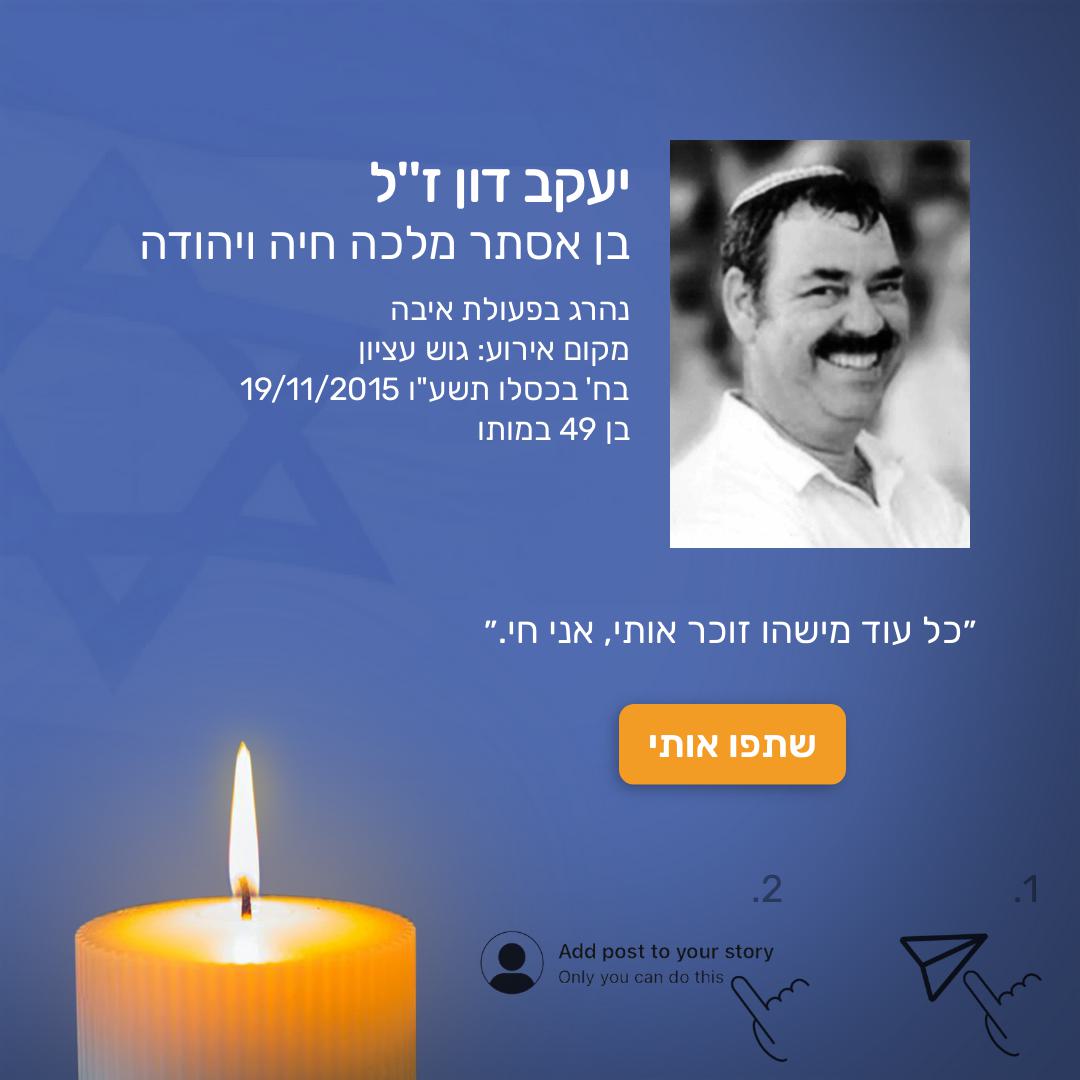 יעקב דון ז"ל
בן אסתר מלכה חיה ויהודה
נהרג בפעולת איבה
מקום אירוע: גוש עציון
בח' בכסלו תשע"ו 19/11/2015
בן 49 במותו
״כל עוד מישהו זוכר אותי, אני חי.״
שתפו אותי
1.
2.
Add post to your story
Only you can do this